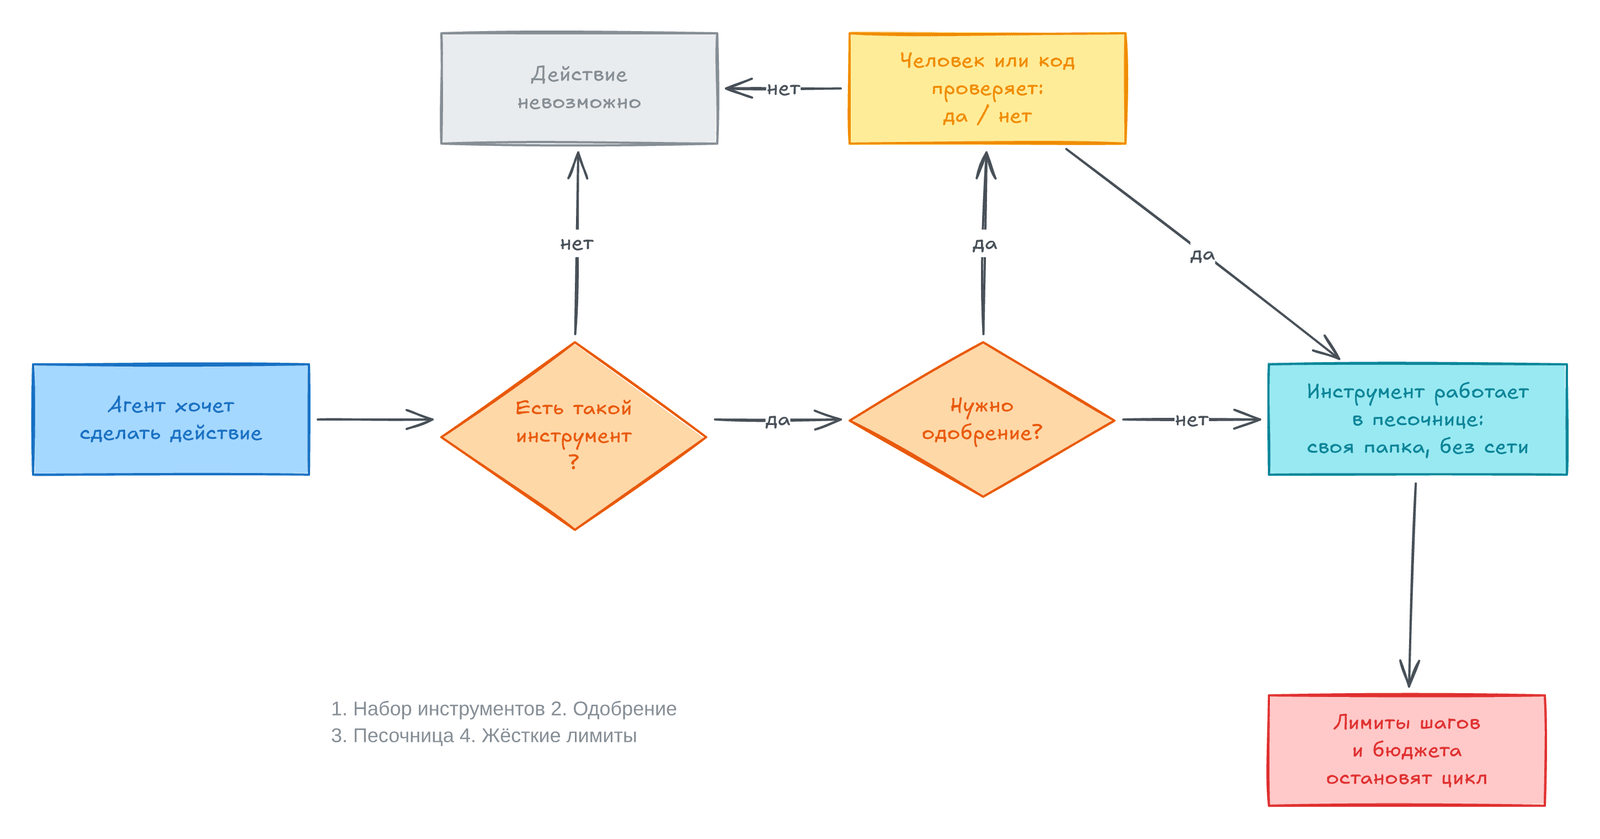 Действие
невозможно
нет
Человек или код
проверяет:
да / нет
нет
да
да
Агент хочет
сделать действие
Есть такой
инструмент
?
да
Нужно
одобрение?
нет
Инструмент работает
в песочнице:
своя папка, без сети
1. Набор инструментов 2. Одобрение
3. Песочница 4. Жёсткие лимиты
Лимиты шагов
и бюджета
остановят цикл